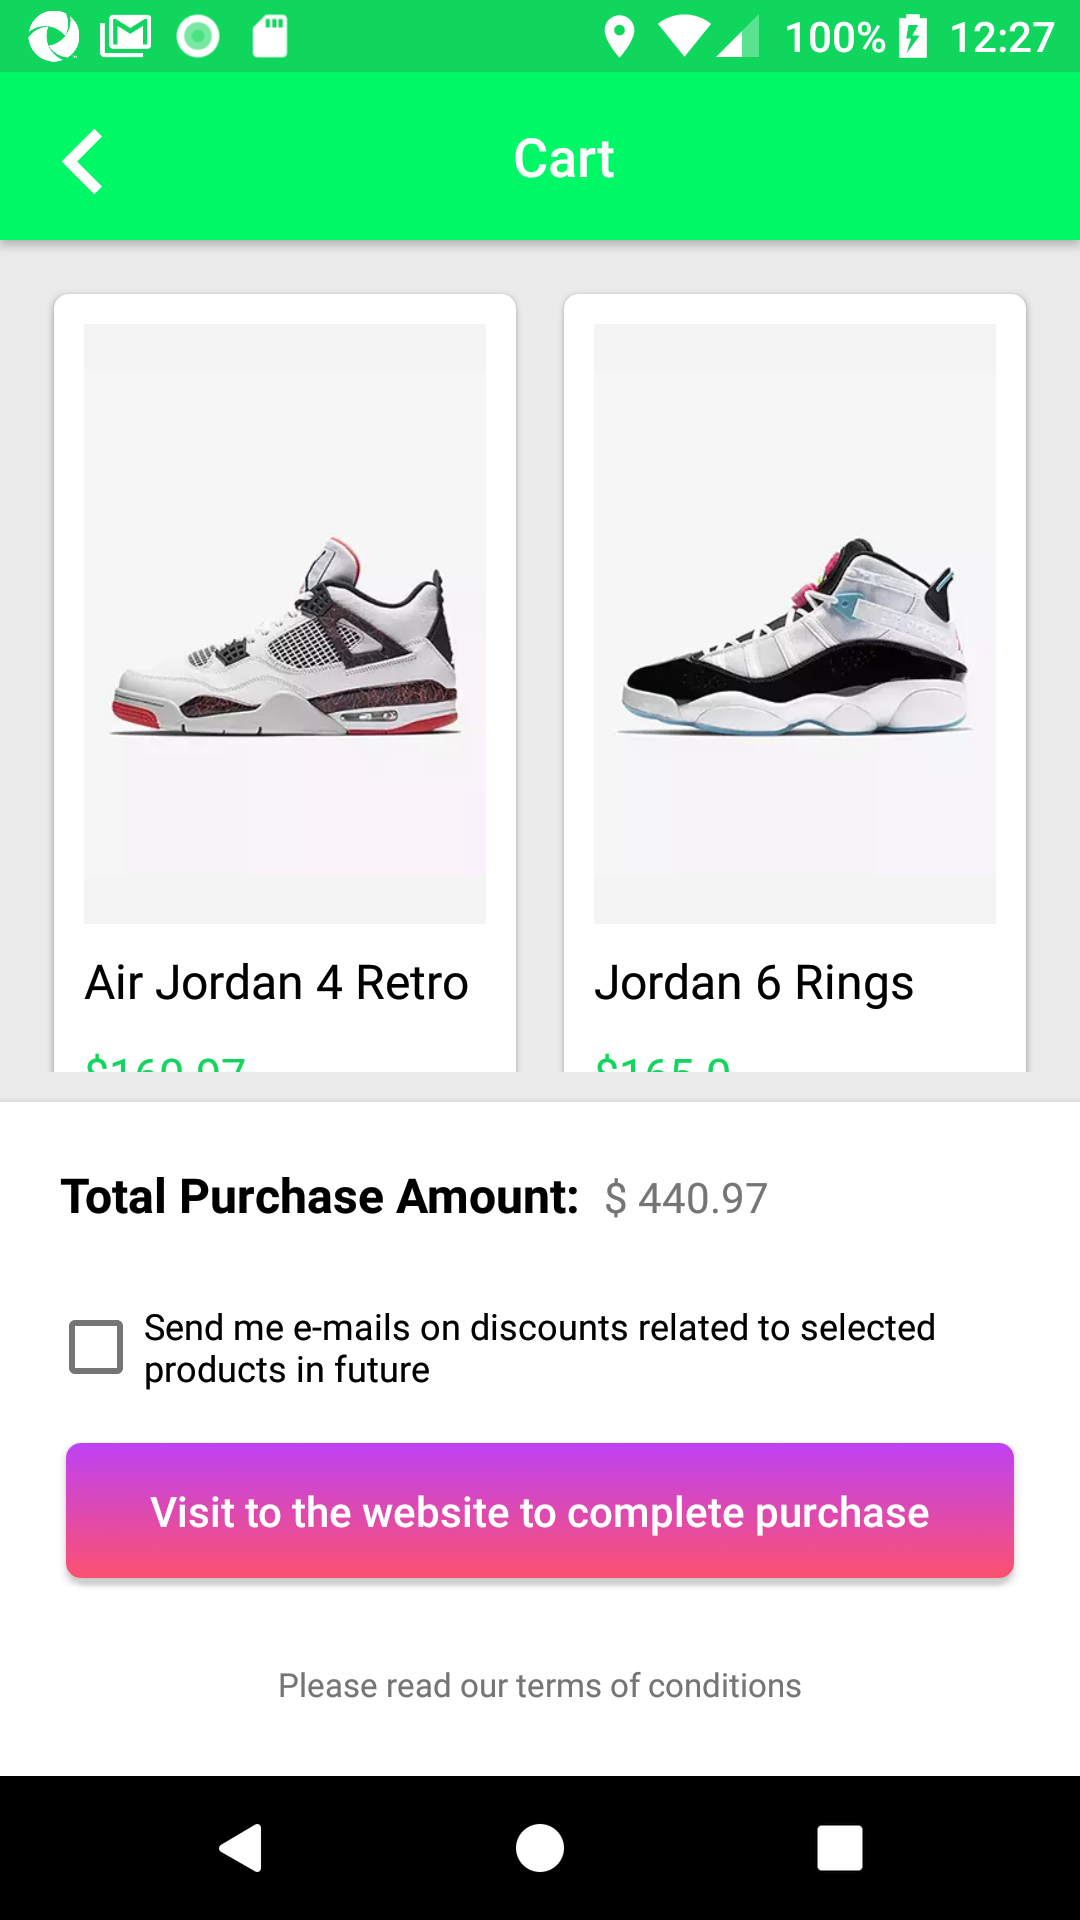 100% 12:27
Cart
Air Jordan 4 Retro
Jordan 6 Rings
$165.0
Total Purchase Amount: $ 440.97
Send me e-mails on discounts related to selected
products in future
Visit to the website to complete purchase
Please read our terms of conditions